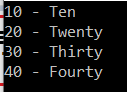 10 - Ten
20 - Twenty
30 - Thirty
40 - Fourty